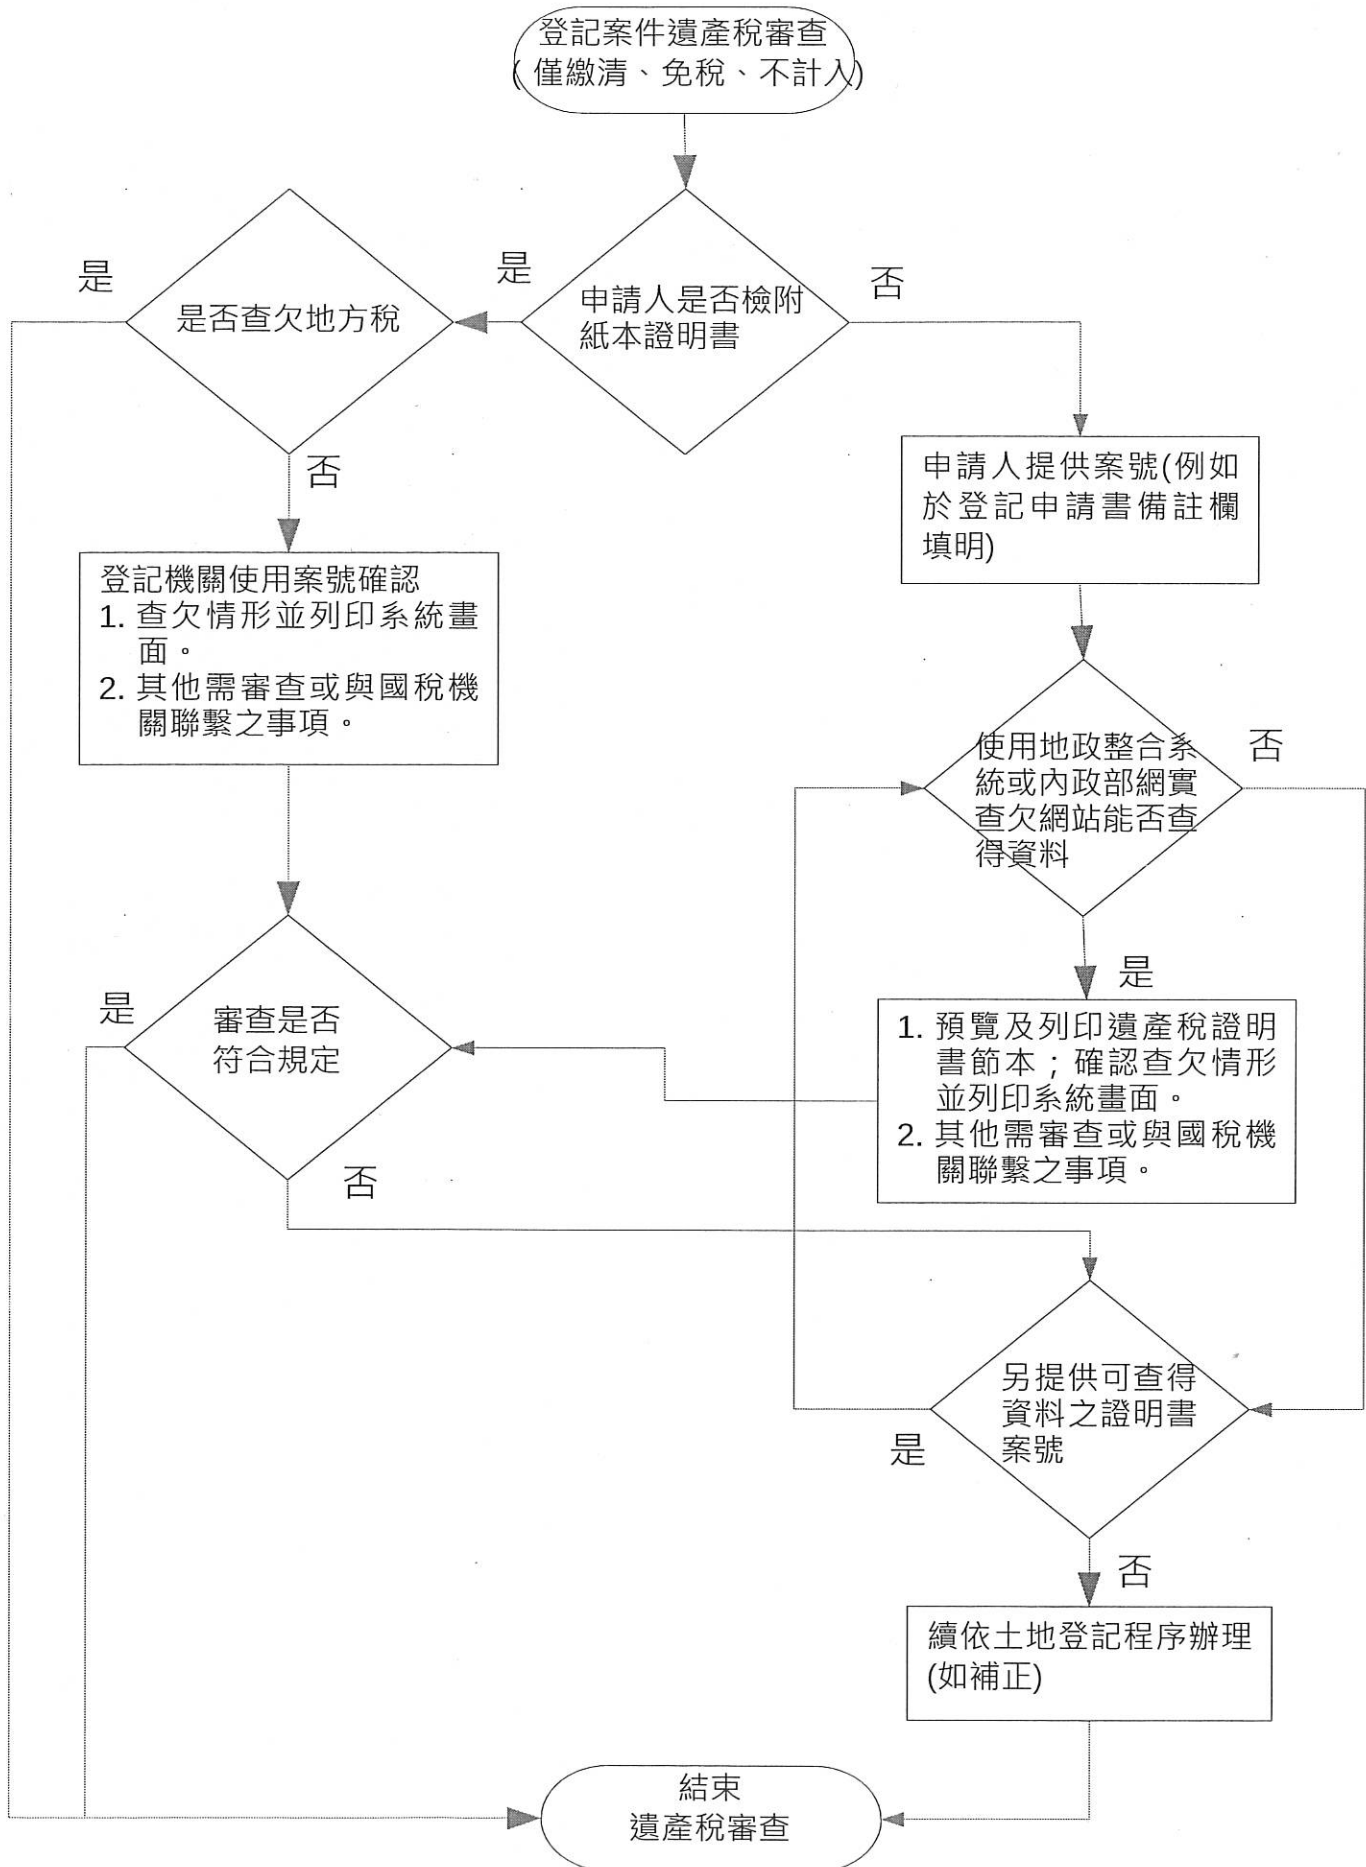 登記案件遺產稅審查
(僅繳清、免稅、不計入)
是
是否查欠地方稅
是
申請人是否檢附
紙本證明書
否
否
申請人提供案號(例如
於登記申請書備註欄
填明)
登記機關使用案號確認
1. 查欠情形並列印系統畫
面。
2. 其他需審查或與國稅機
關聯繫之事項。
使用地政整合系
統或內政部網實
查欠網站能否查
得資料
否
是
是
審查是否
符合規定
1. 預覽及列印遺產稅證明
書節本；確認查欠情形
並列印系統畫面。
2. 其他需審查或與國稅機
關聯繫之事項。
否
另提供可查得
資料之證明書
案號
是
否
續依土地登記程序辦理
(如補正)
結束
遺產稅審查